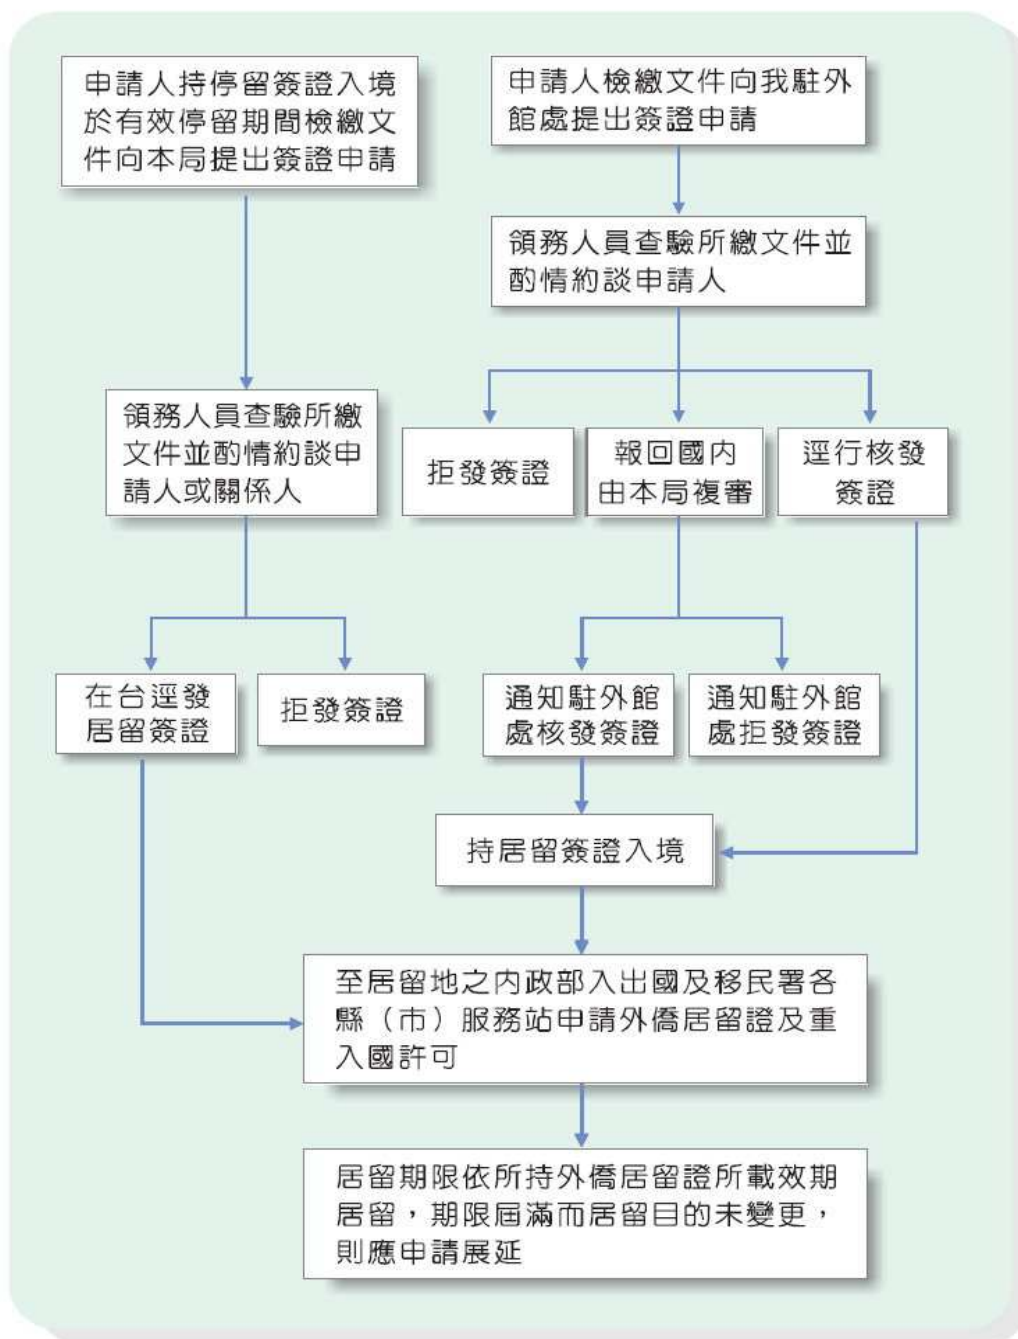 申請人持停留簽證入境
於有效停留期間檢繳文
件向本局提出簽證申請
申請人檢繳文件向我駐外
館處提出簽證申請
領務人員查驗所繳文件並
酌情約談申請人
領務人員查驗所繳
文件並酌情約談申
請人或關係人
拒發簽證
報回國內
由本局複審
逕行核發
簽證
在台逕發
居留簽證
拒發簽證
通知駐外館
處核發簽證
通知駐外館
處拒發簽證
持居留簽證入境
至居留地之內政部入出國及移民署各
縣（市）服務站申請外僑居留證及重
入國許可
居留期限依所持外僑居留證所載效期
居留，期限屆滿而居留目的未變更，
則應申請展延